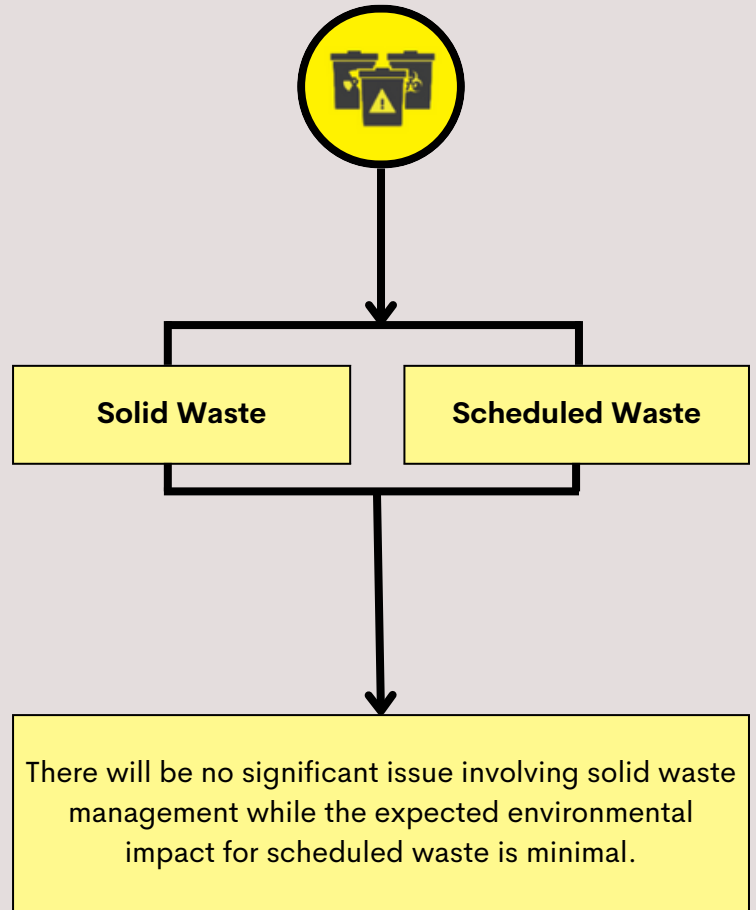 Solid Waste
Scheduled Waste
There will be no significant issue involving solid waste
management while the expected environmental
impact for scheduled waste is minimal.